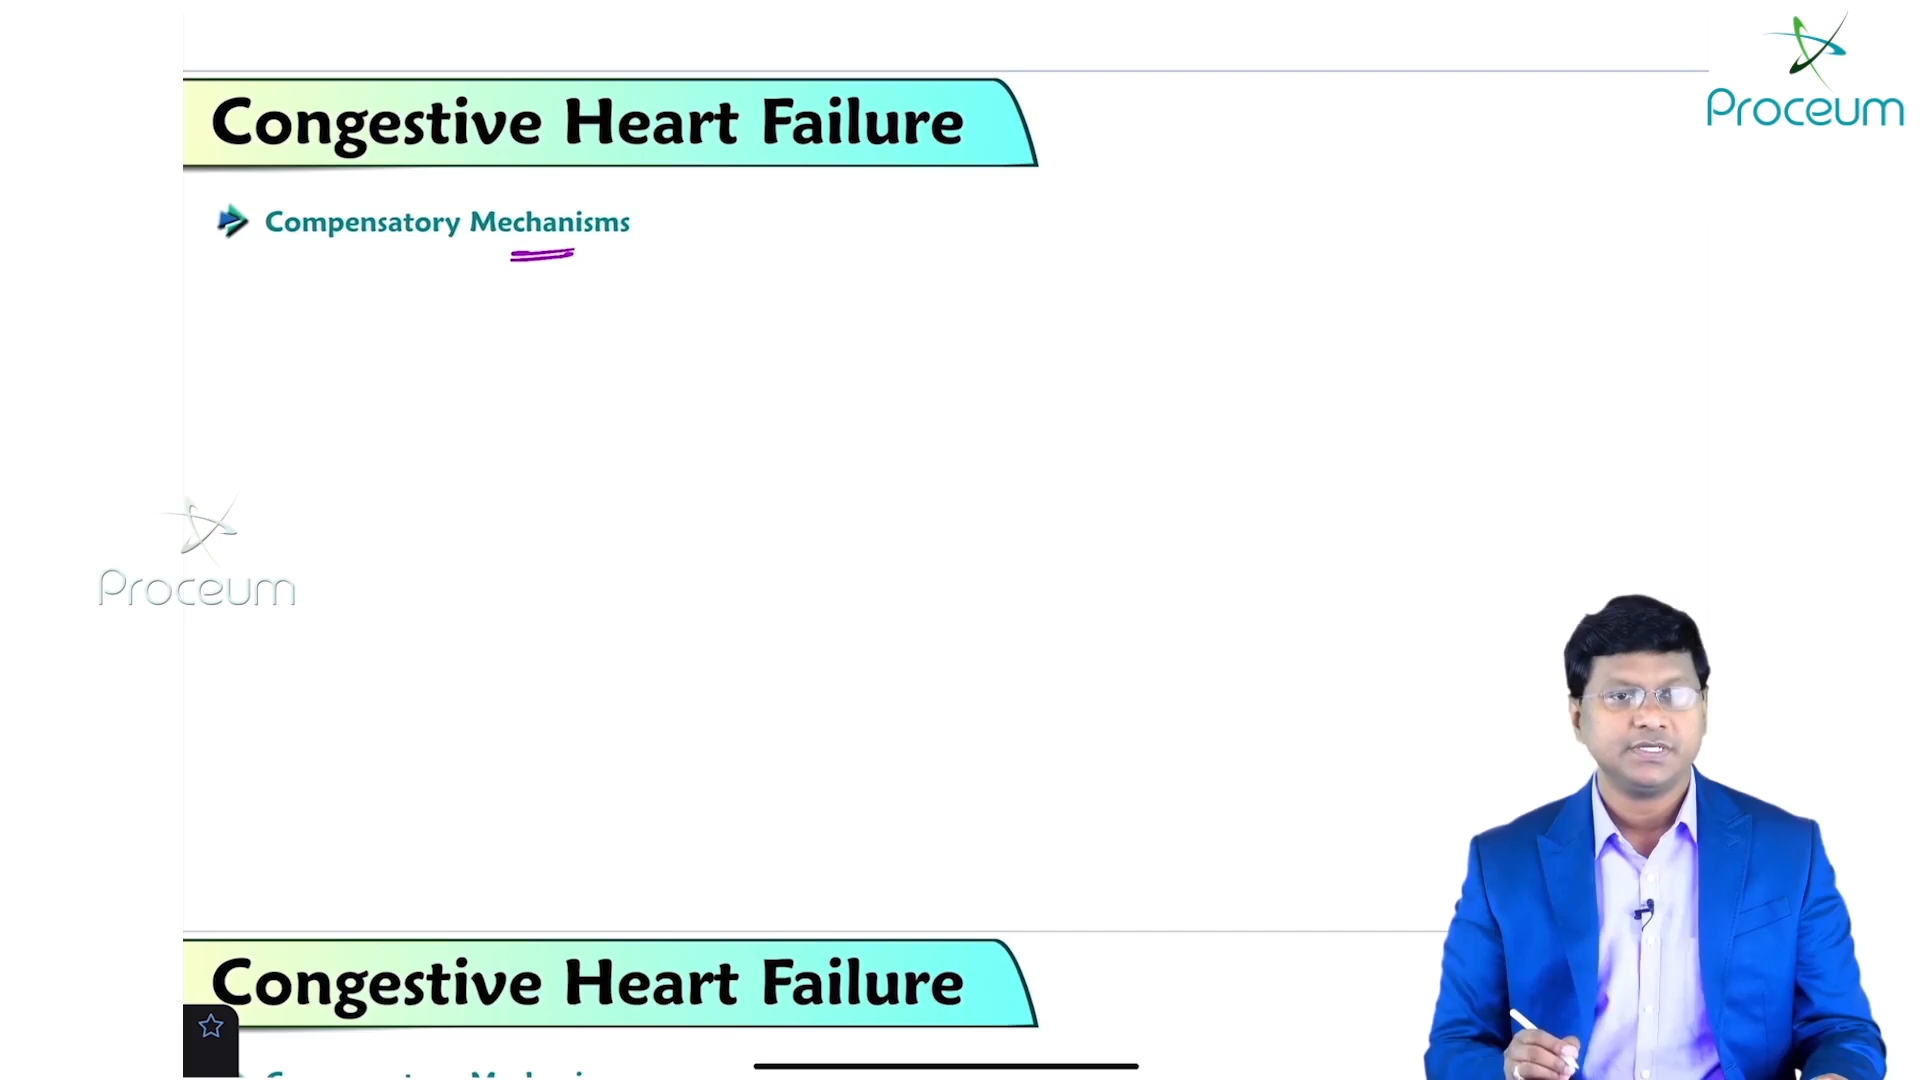 Congestive Heart Failure
Proceum
Compensatory Mechanisms
Proceum
Congestive Heart Failure